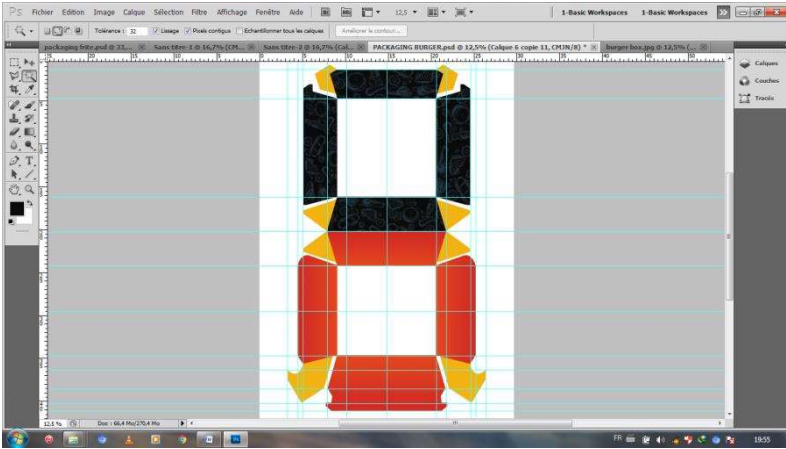 PS Fichier Edition Image Calque Sélection Filtre Affichage Fenêtre Aide 12,5 1-Basic Workspaces 1-Basic Workspaces
Tolérance : 32 Lissage Pixels contigus Echantillonner tous les calques Améliorer le contour...
packaging frite.psd @ 33,... Sans titre-1 @ 16,7% (CM... Sans titre-2 @ 16,7% (Cal... PACKAGING BURGER.psd @ 12,5% (Calque 6 copie 11, CMJN/8) * burger box.jpg @ 12,5% (...
Calques
Couches
Tracés
12,5 % Doc : 66,4 Mo/270,4 Mo
FR 19:55